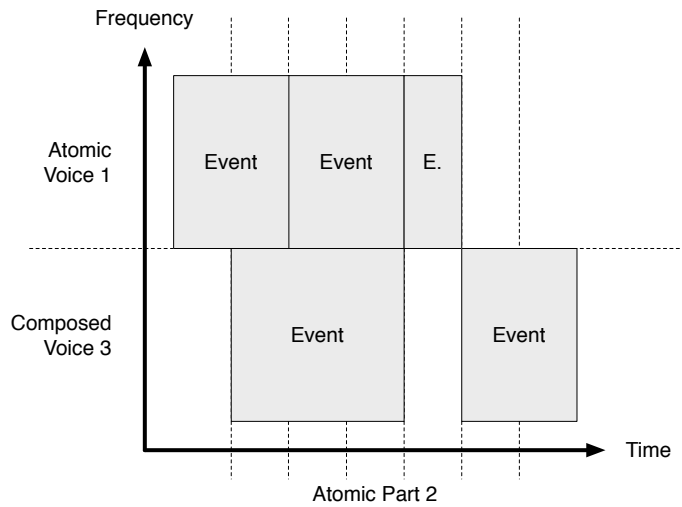 Frequency
Atomic
Voice 1
Event
Event
E.
Composed
Voice 3
Event
Event
Time
Atomic Part 2